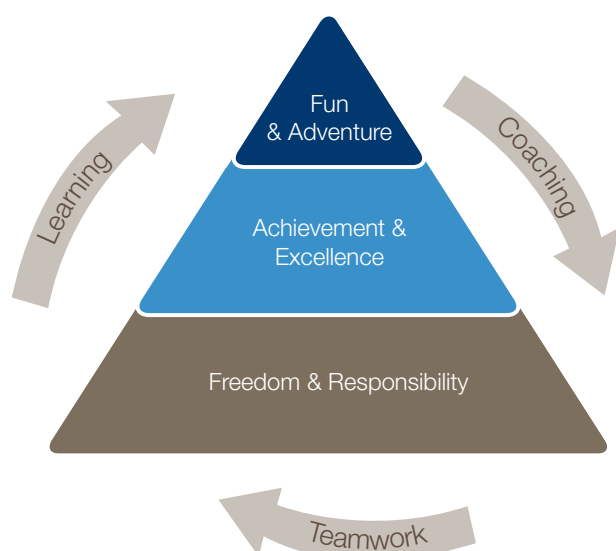 Fun
& Adventure
Learning
Coaching
Achievement &
Excellence
Freedom & Responsibility
Teamwork